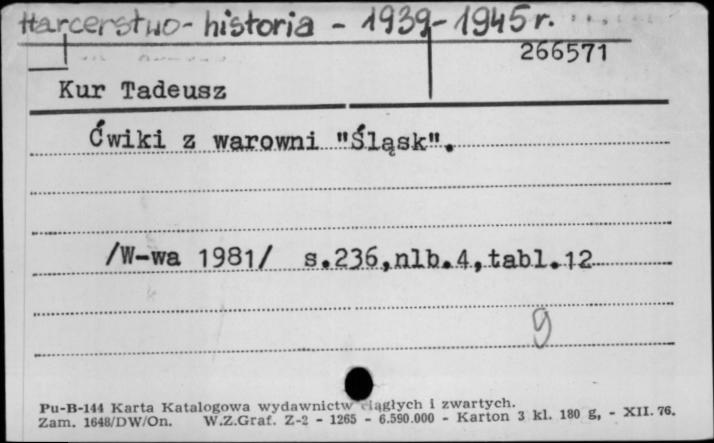 Harcerstwo - historia - 1939 - 1945 r.
266571
Kur Tadeusz
Ćwiki z warowni "Śląsk".
/W-wa 1981/ s.236,nlb.4,tabl.12
9
Pu-B-144 Karta Katalogowa wydawnictw ciągłych i zwartych.
Zam. 1648/DW/On. W.Z.Graf. Z-2 - 1265 - 6.590.000 - Karton 3 kl. 180 g, - XII. 76.